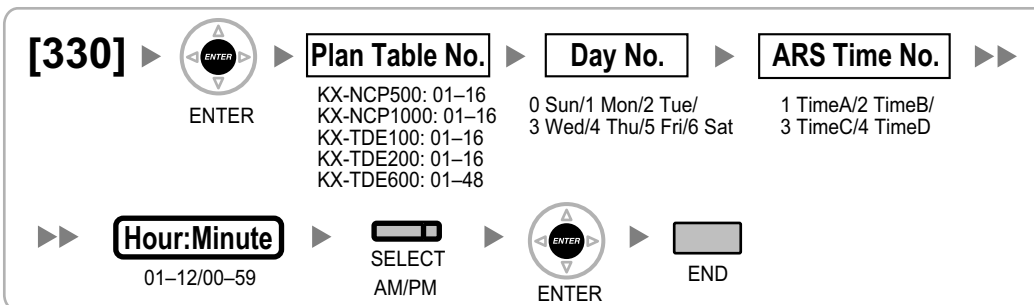 [330] ENTER Plan Table No. Day No. ARS Time No.
ENTER
KX-NCP500: 01–16
KX-NCP1000: 01–16
KX-TDE100: 01–16
KX-TDE200: 01–16
KX-TDE600: 01–48
0 Sun/1 Mon/2 Tue/
3 Wed/4 Thu/5 Fri/6 Sat
1 TimeA/2 TimeB/
3 TimeC/4 TimeD
Hour:Minute
01–12/00–59
SELECT
AM/PM
ENTER
ENTER
END